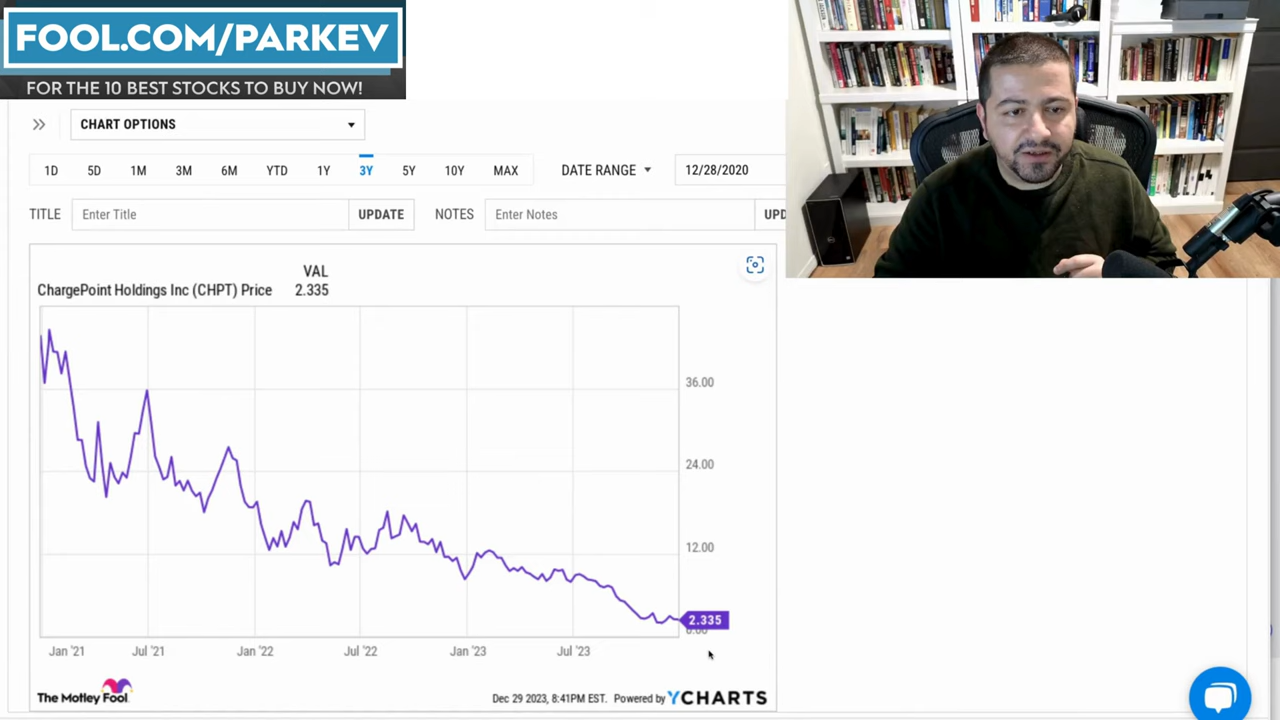 FOOL.COM/PARKEV
FOR THE 10 BEST STOCKS TO BUY NOW!
CHART OPTIONS
1D 5D 1M 3M 6M YTD 1Y 3Y 5Y 10Y MAX DATE RANGE 12/28/2020
TITLE Enter Title UPDATE NOTES Enter Notes UPD
VAL
ChargePoint Holdings Inc (CHPT) Price 2.335
36.00
24.00
12.00
2.335
0.00
Jan '21 Jul '21 Jan '22 Jul '22 Jan '23 Jul '23
The Motley Fool Dec 29 2023, 8:41PM EST. Powered by YCHARTS